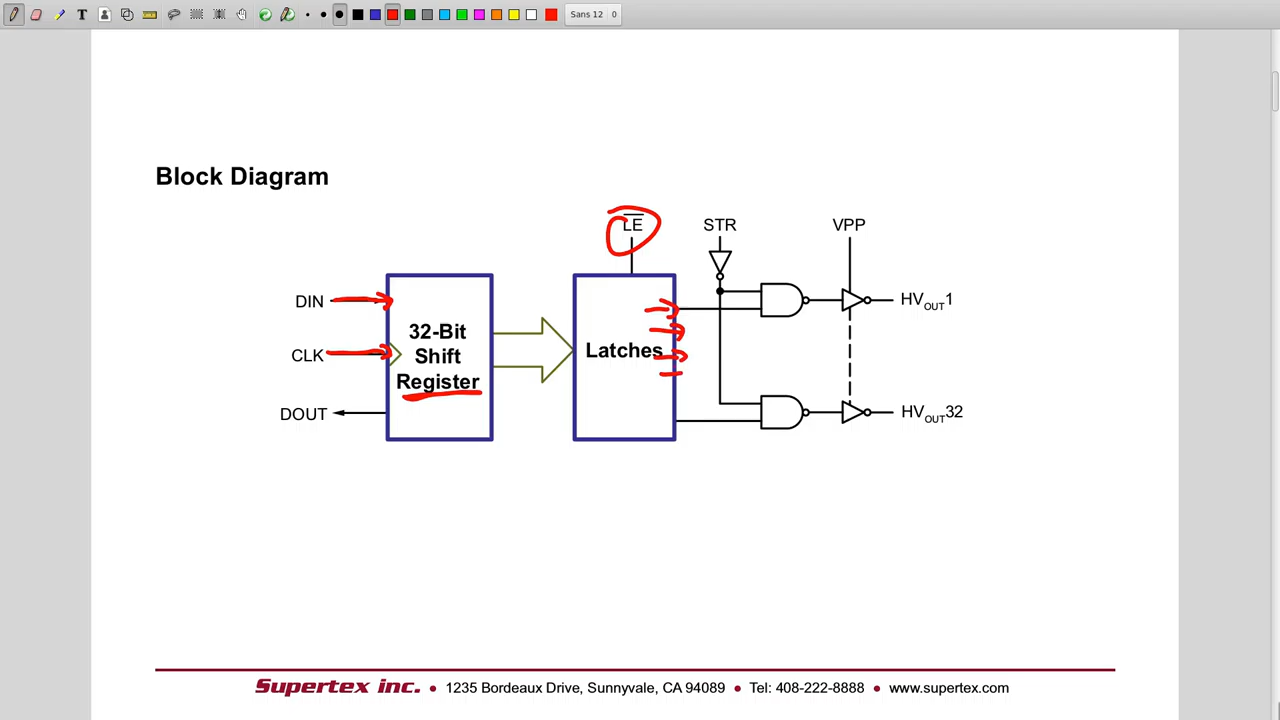 Sans 12 0
Block Diagram
LE STR VPP
DIN
CLK
DOUT
32-Bit
Shift
Register
Latches
HVOUT1
HVOUT32
Supertex inc. ● 1235 Bordeaux Drive, Sunnyvale, CA 94089 ● Tel: 408-222-8888 ● www.supertex.com